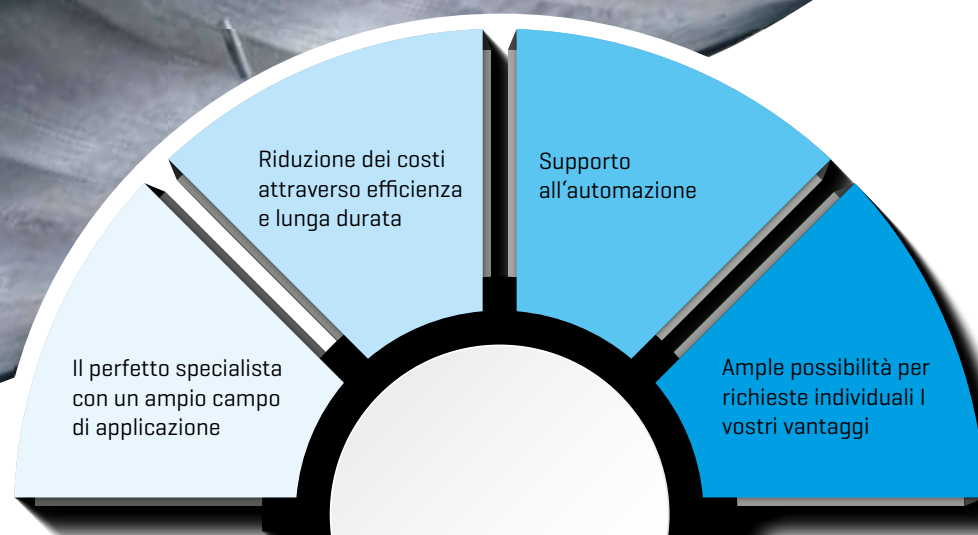 Il perfetto specialista
con un ampio campo
di applicazione
Riduzione dei costi
attraverso efficienza
e lunga durata
Supporto
all‘automazione
Ample possibilità per
richieste individuali I
vostri vantaggi